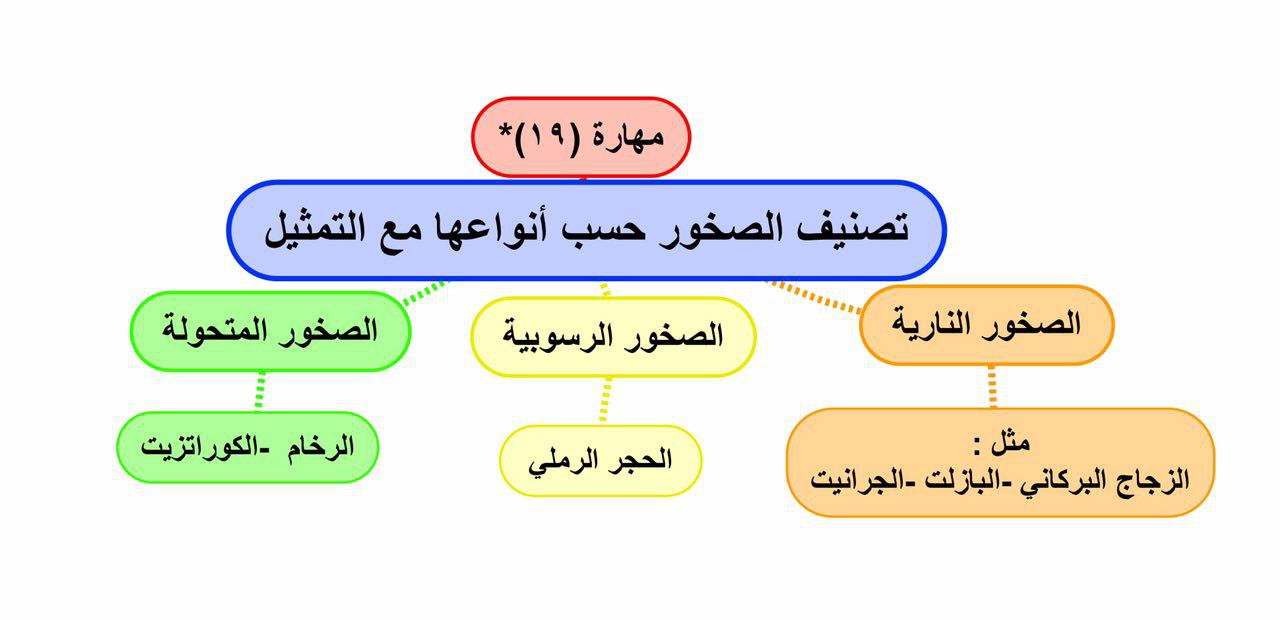 مهارة (١٩)*
تصنيف الصخور حسب أنواعها مع التمثيل
الصخور النارية
الصخور الرسوبية
الصخور المتحولة
مثل :
الزجاج البركاني -البازلت -الجرانيت
الحجر الرملي
الرخام -الكوراتزيت